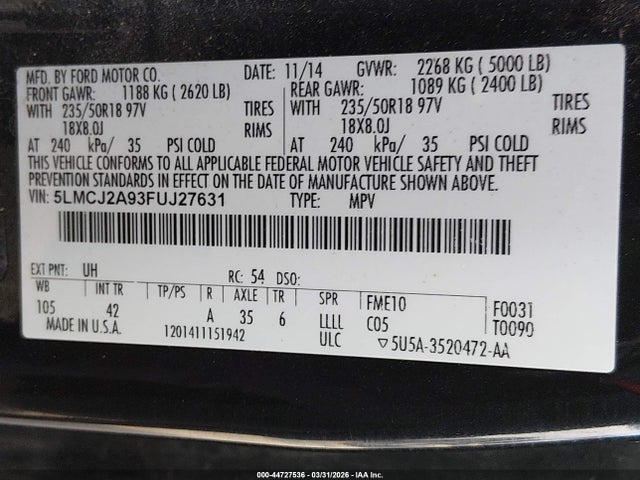 MFD. BY FORD MOTOR CO. DATE: 11/14 GVWR: 2268 KG ( 5000 LB)
FRONT GAWR: 1188 KG ( 2620 LB) REAR GAWR: 1089 KG ( 2400 LB)
WITH 235/50R18 97V TIRES WITH 235/50R18 97V TIRES
18X8.0J RIMS 18X8.0J RIMS
AT 240 kPa/ 35 PSI COLD AT 240 kPa/ 35 PSI COLD
THIS VEHICLE CONFORMS TO ALL APPLICABLE FEDERAL MOTOR VEHICLE SAFETY AND THEFT
PREVENTION STANDARDS IN EFFECT ON THE DATE OF MANUFACTURE SHOWN ABOVE.
VIN: 5LMCJ2A93FUJ27631 TYPE: MPV
EXT PNT: UH RC: 54 DSO:
WB INT TR TP/PS R AXLE TR SPR FME10 F0031
105 42 A 35 6 LLLL C05 T0090
MADE IN U.S.A. 1201411151942 ULC ▽5U5A-3520472-AA
000-44727536 - 03/31/2026 - IAA Inc.